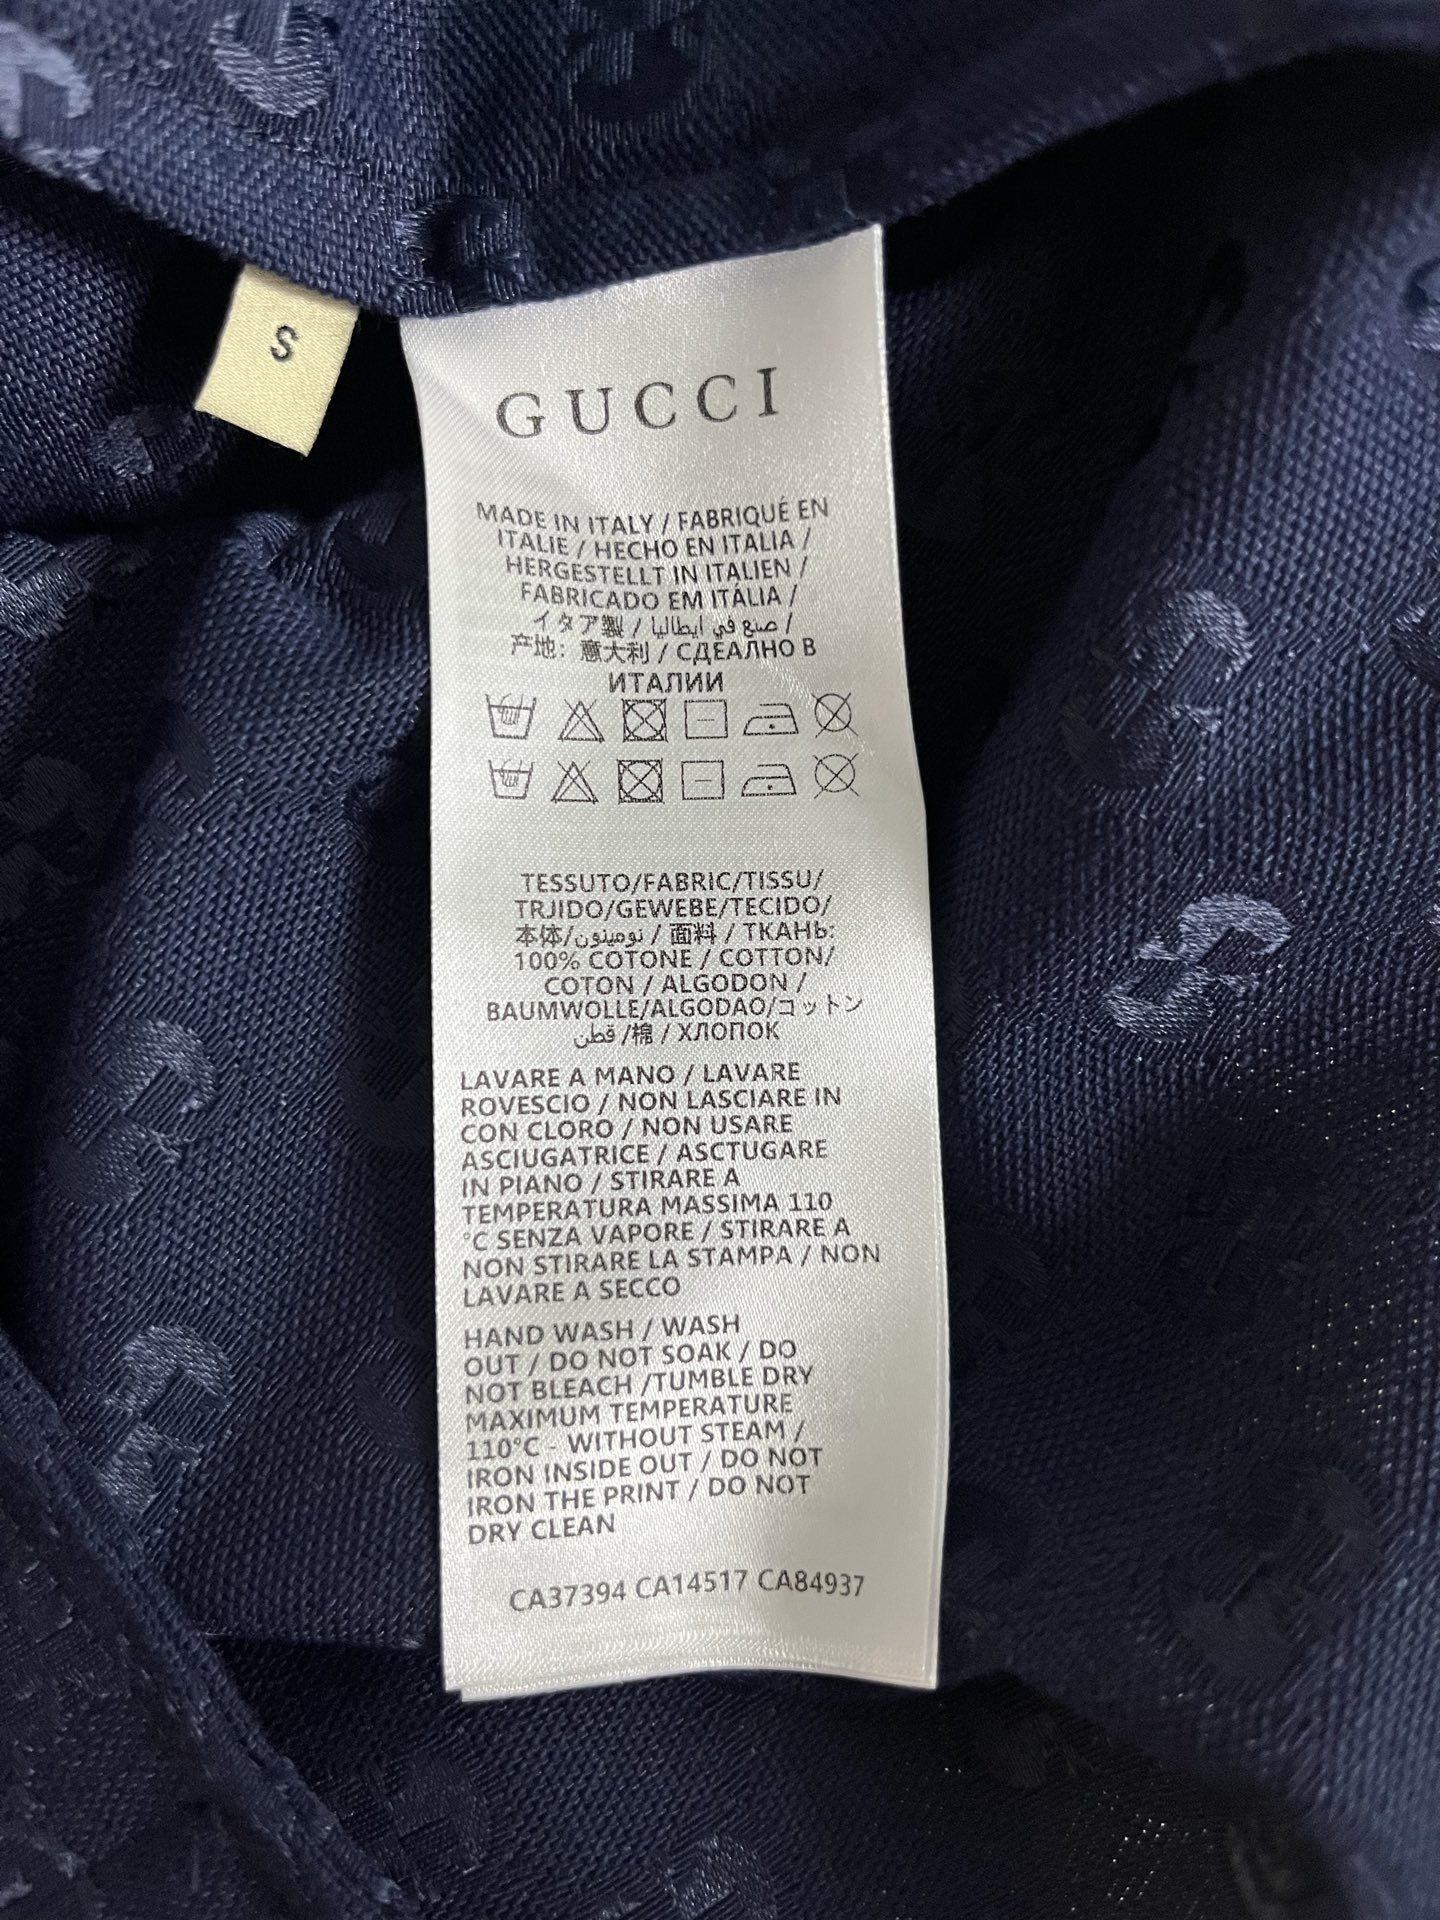 S
GUCCI
MADE IN ITALY / FABRIQUÉ EN
ITALIE / HECHO EN ITALIA /
HERGESTELLT IN ITALIEN /
FABRICADO EM ITALIA /
イタア製 / صنع في ايطاليا /
产地：意大利 / СДЕАЛНО В
ИТАЛИИ
TESSUTO/FABRIC/TISSU/
TRJIDO/GEWEBE/TECIDO/
本体/نومينون / 面料 / ТКАНЬ:
100% COTONE / COTTON/
COTON / ALGODON /
BAUMWOLLE/ALGODAO/コットン
قطن /棉 / ХЛОПОК
LAVARE A MANO / LAVARE
ROVESCIO / NON LASCIARE IN
CON CLORO / NON USARE
ASCIUGATRICE / ASCTUGARE
IN PIANO / STIRARE A
TEMPERATURA MASSIMA 110
°C SENZA VAPORE / STIRARE A
NON STIRARE LA STAMPA / NON
LAVARE A SECCO
HAND WASH / WASH
OUT / DO NOT SOAK / DO
NOT BLEACH /TUMBLE DRY
MAXIMUM TEMPERATURE
110°C - WITHOUT STEAM /
IRON INSIDE OUT / DO NOT
IRON THE PRINT / DO NOT
DRY CLEAN
CA37394 CA14517 CA84937